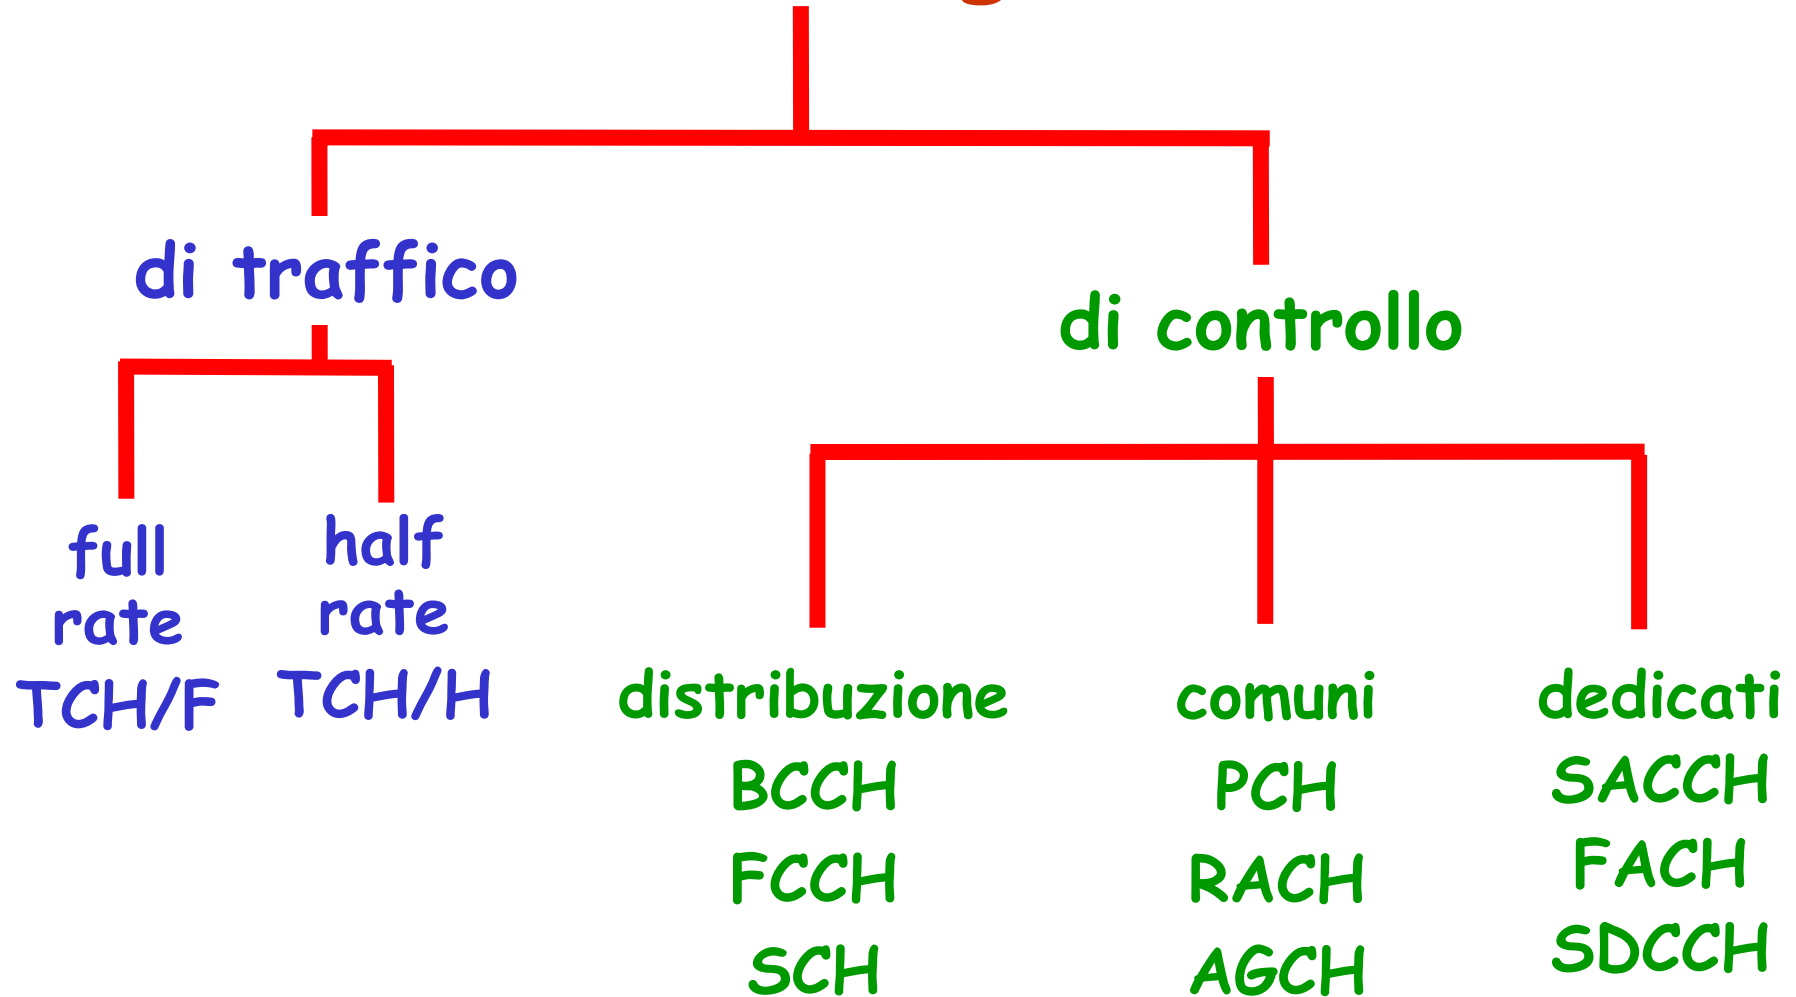 di traffico
di controllo
full
rate
TCH/F
half
rate
TCH/H
distribuzione
BCCH
FCCH
SCH
comuni
PCH
RACH
AGCH
dedicati
SACCH
FACH
SDCCH